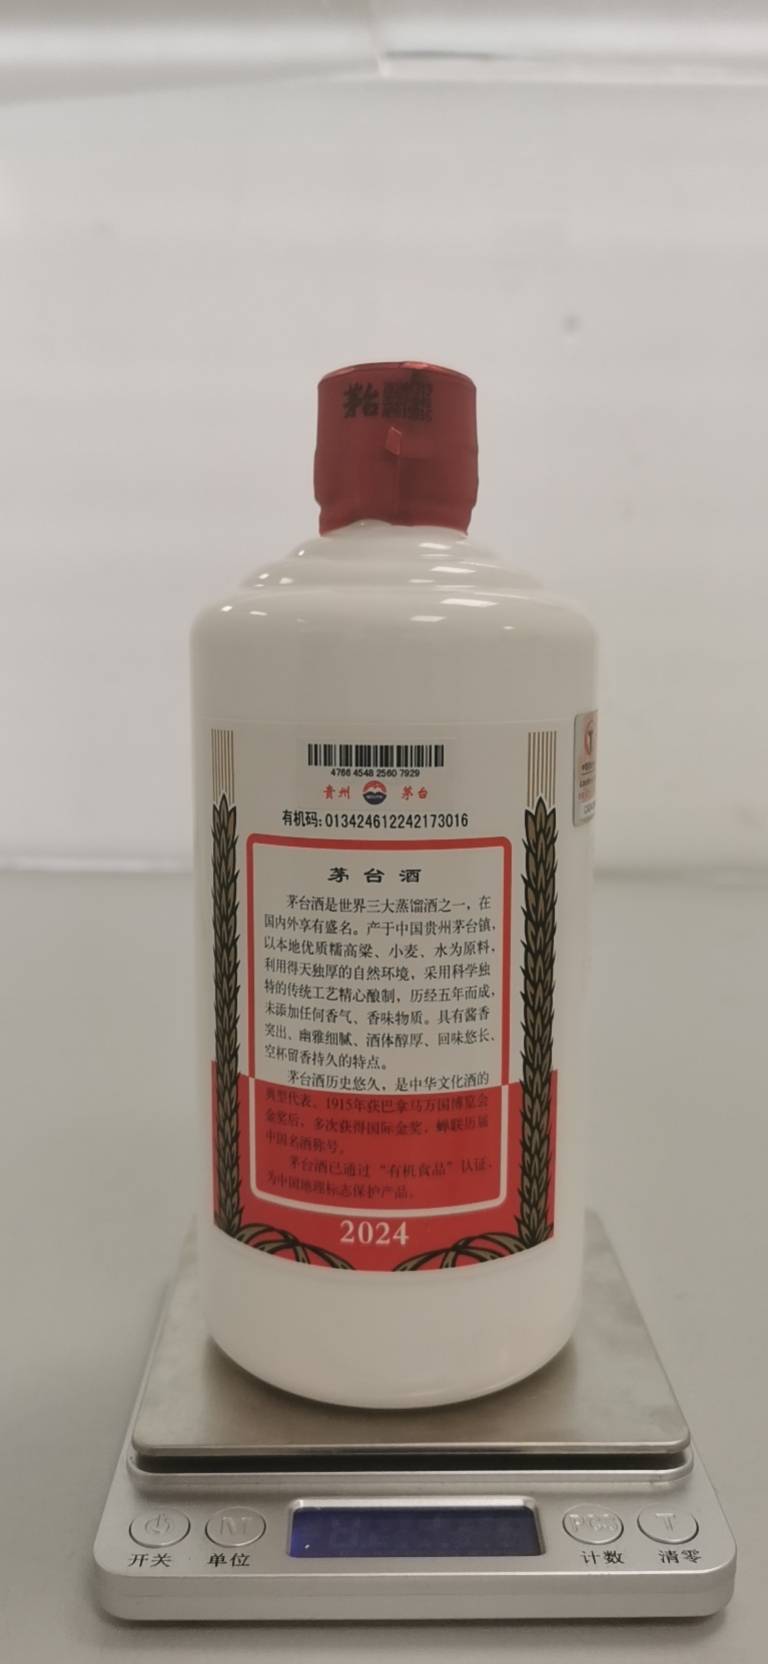 茅台
4766 4548 2560 7929
贵州 茅台
有机码:013424612242173016
茅台酒
茅台酒是世界三大蒸馏酒之一，在
国内外享有盛名。产于中国贵州茅台镇，
以本地优质糯高粱、小麦、水为原料，
利用得天独厚的自然环境，采用科学独
特的传统工艺精心酿制，历经五年而成，
未添加任何香气、香味物质。具有酱香
突出、幽雅细腻、酒体醇厚、回味悠长、
空杯留香持久的特点。
茅台酒历史悠久，是中华文化酒的
典型代表，1915年获巴拿马万国博览会
金奖后，多次获得国际金奖，蝉联历届
中国名酒称号。
茅台酒已通过“有机食品”认证，
为中国地理标志保护产品。
2024
M PCS T
开关 单位 计数 清零